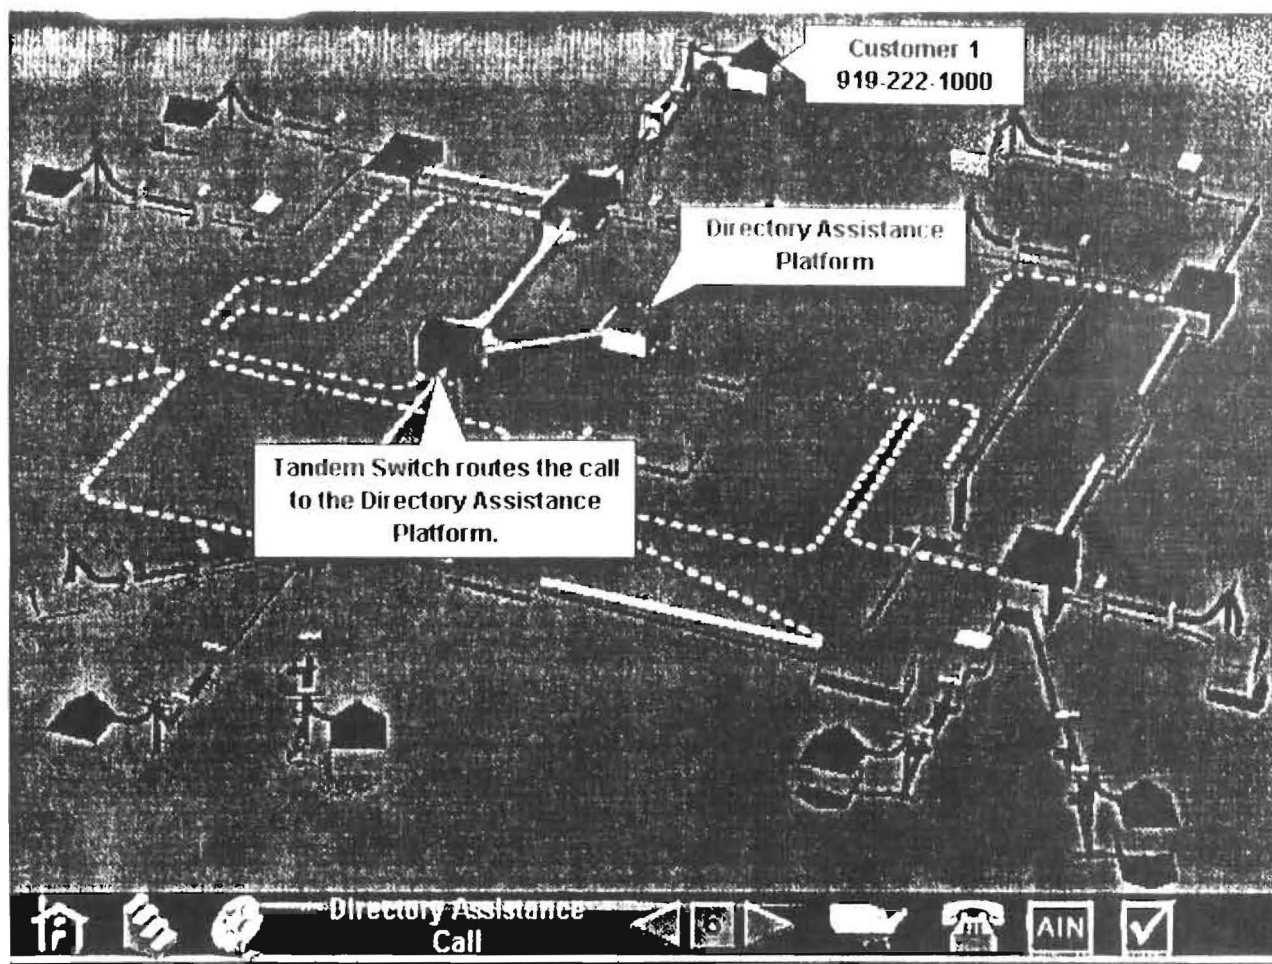 Customer 1
919-222-1000
Directory Assistance
Platform
Tandem Switch routes the call
to the Directory Assistance
Platform.
Directory Assistance
Call
AIN